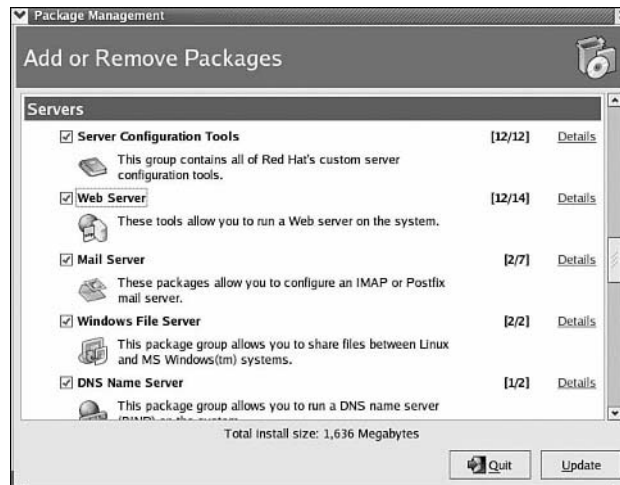 Package Management
Add or Remove Packages
Servers
Server Configuration Tools [12/12] Details
This group contains all of Red Hat's custom server
configuration tools.
Web Server [12/14] Details
These tools allow you to run a Web server on the system.
Mail Server [2/7] Details
These packages allow you to configure an IMAP or Postfix
mail server.
Windows File Server [2/2] Details
This package group allows you to share files between Linux
and MS Windows(tm) systems.
DNS Name Server [1/2] Details
This package group allows you to run a DNS name server
Total install size: 1,636 Megabytes
Quit Update